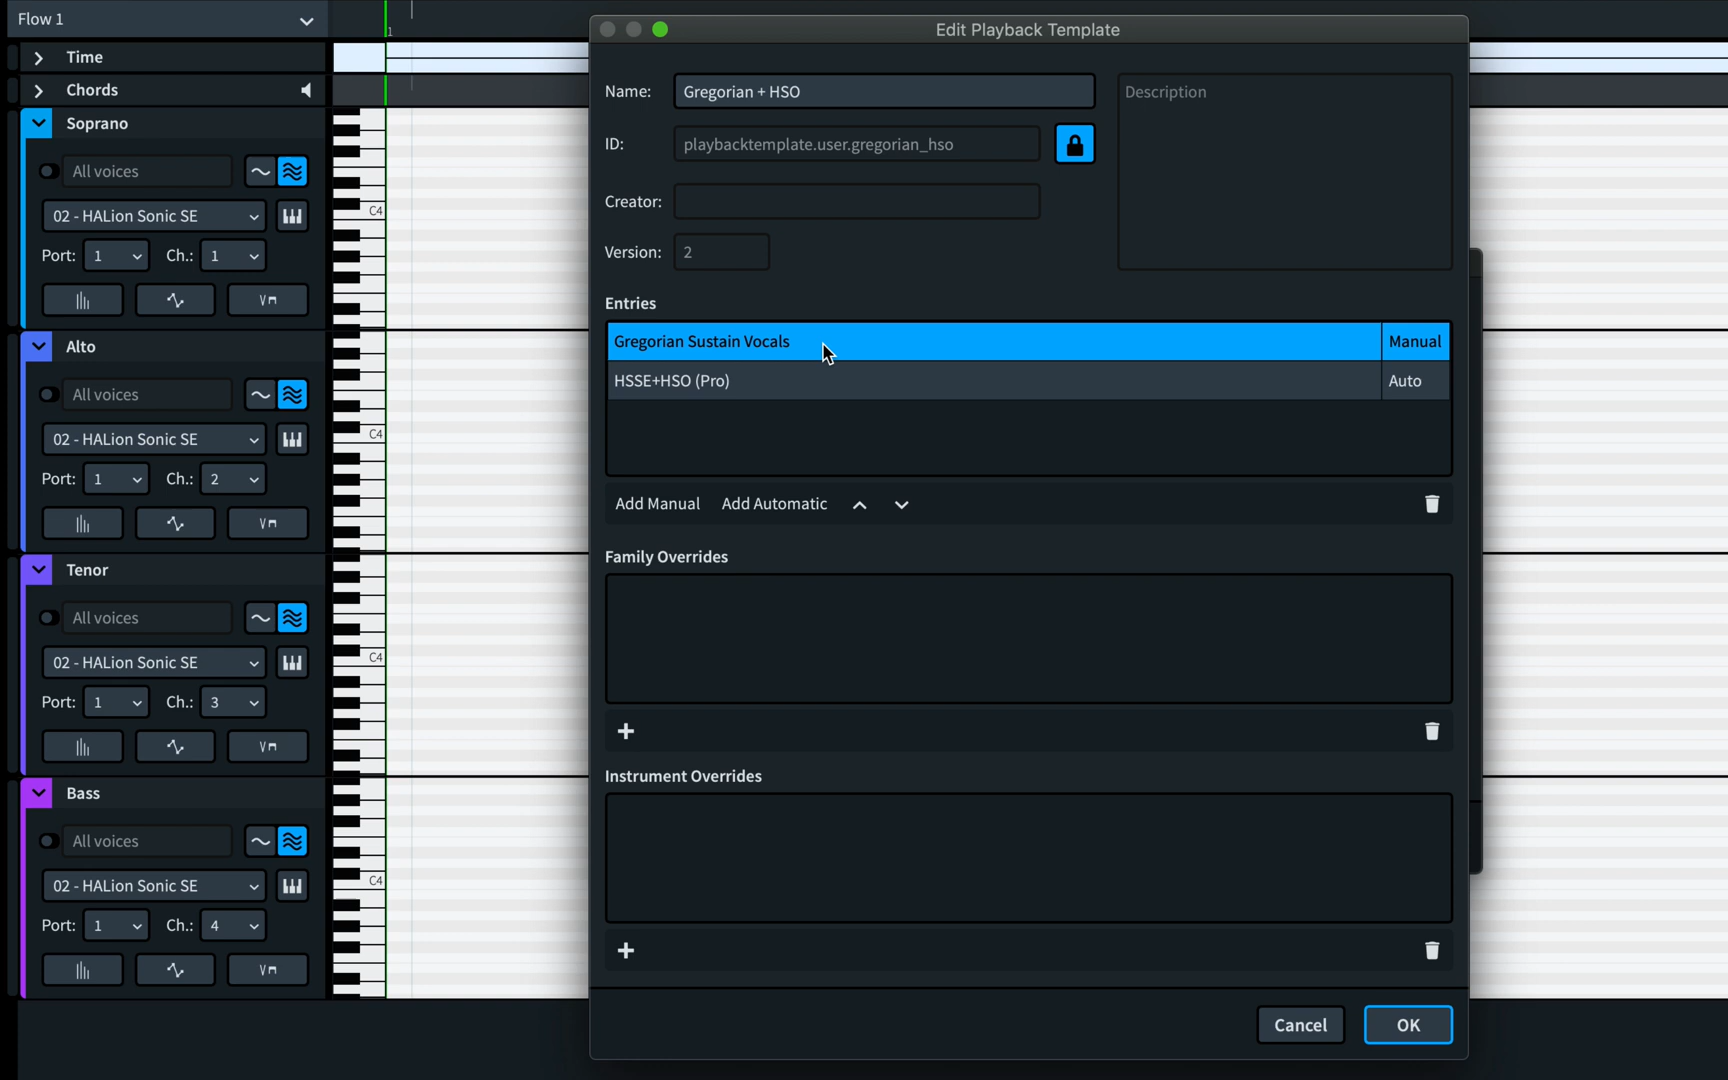 Flow 1
1
Time
Chords
Soprano
All voices
02 - HALion Sonic SE
Port: 1 Ch.: 1
C4
Alto
All voices
02 - HALion Sonic SE
Port: 1 Ch.: 2
C4
Tenor
All voices
02 - HALion Sonic SE
Port: 1 Ch.: 3
C4
Bass
All voices
02 - HALion Sonic SE
Port: 1 Ch.: 4
C4
Edit Playback Template
Name: Gregorian + HSO
Description
ID: playbacktemplate.user.gregorian_hso
Creator:
Version: 2
Entries
Gregorian Sustain Vocals Manual
HSSE+HSO (Pro) Auto
Add Manual Add Automatic
Family Overrides
Instrument Overrides
Cancel OK